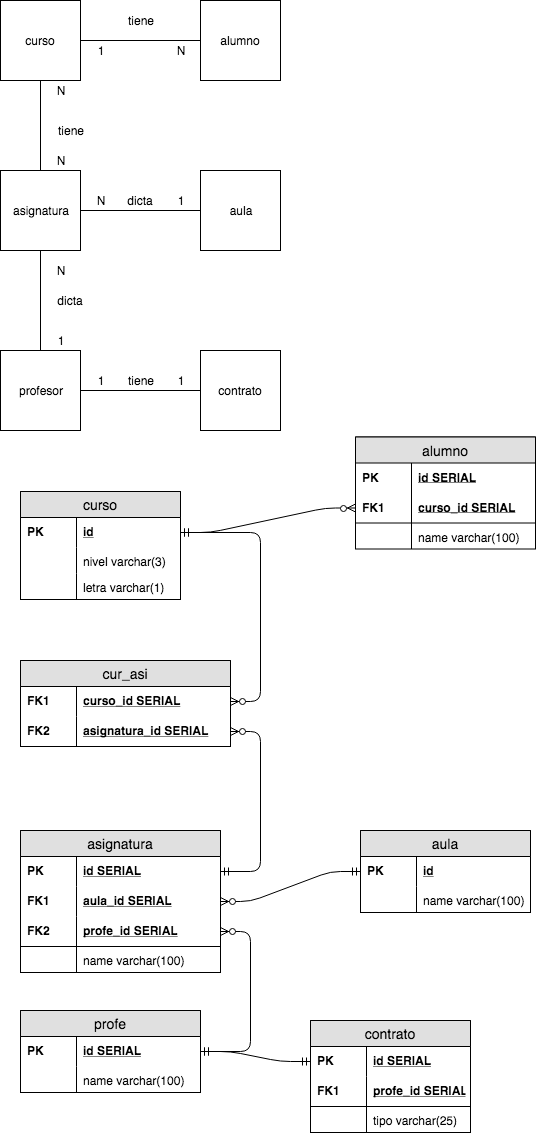 curso
tiene
1
N
alumno
N
tiene
N
asignatura
N dicta 1
aula
N
dicta
1
profesor
1 tiene 1
contrato
alumno
PK id SERIAL
FK1 curso_id SERIAL
name varchar(100)
curso
PK id
nivel varchar(3)
letra varchar(1)
cur_asi
FK1 curso_id SERIAL
FK2 asignatura_id SERIAL
asignatura
PK id SERIAL
FK1 aula_id SERIAL
FK2 profe_id SERIAL
name varchar(100)
aula
PK id
name varchar(100)
profe
PK id SERIAL
name varchar(100)
contrato
PK id SERIAL
FK1 profe_id SERIAL
tipo varchar(25)